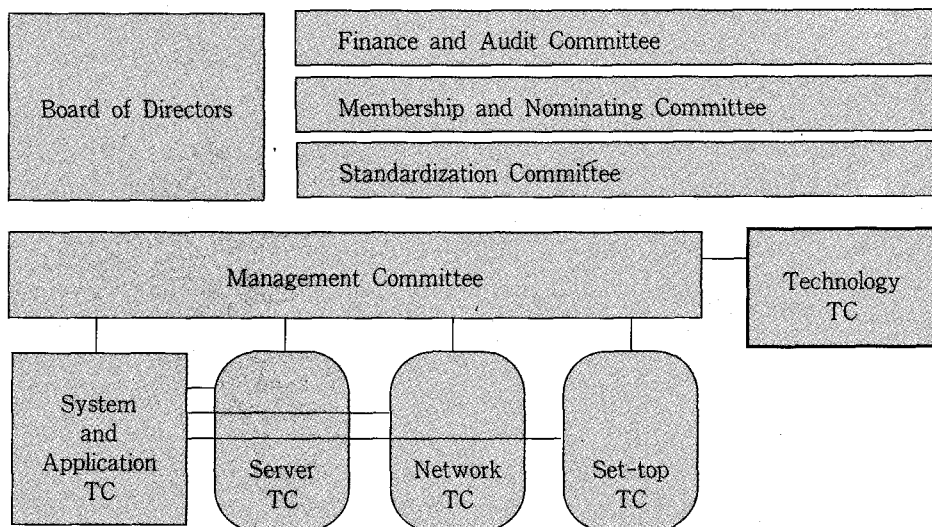 Board of Directors
Finance and Audit Committee
Membership and Nominating Committee
Standardization Committee
Management Committee
Technology
TC
System
and
Application
TC
Server
TC
Network
TC
Set-top
TC